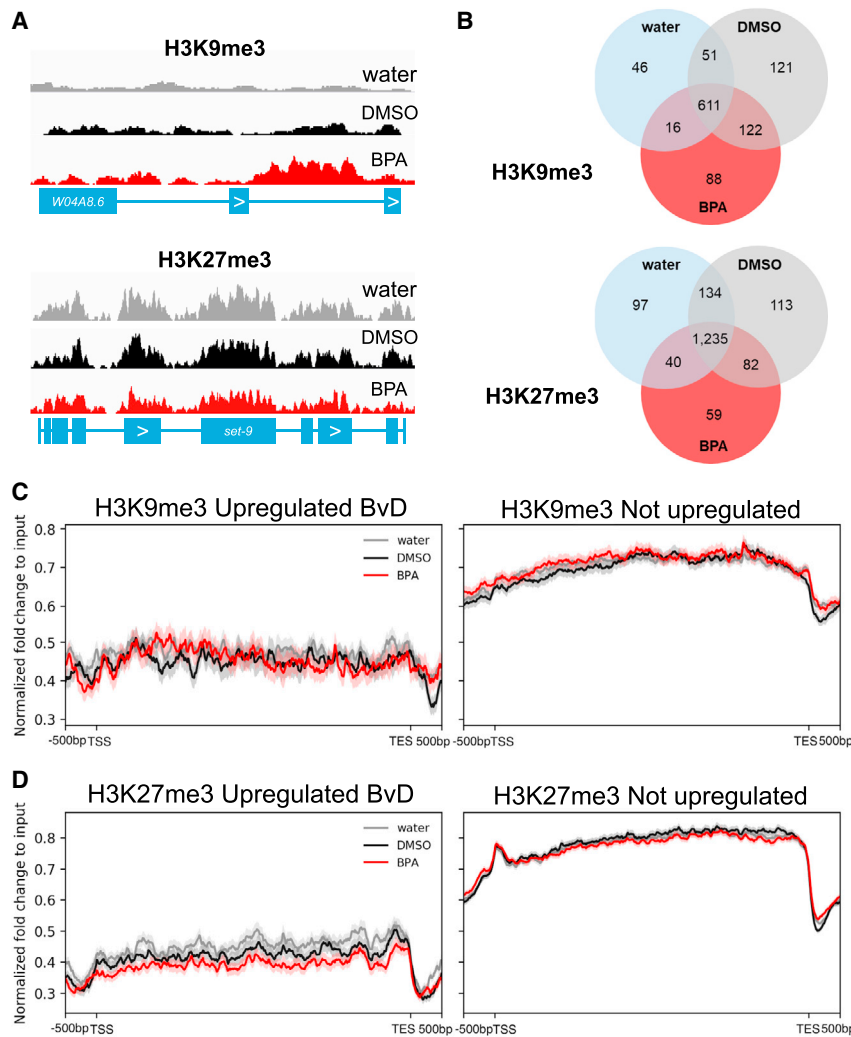 A
H3K9me3
water
DMSO
BPA
W04A8.6
>
>
H3K27me3
water
DMSO
BPA
>
set-9
>
B
water
DMSO
46
51
121
611
16
122
88
BPA
H3K9me3
water
DMSO
97
134
113
1,235
40
82
59
BPA
H3K27me3
C
H3K9me3 Upregulated BvD
H3K9me3 Not upregulated
Normalized fold change to input
0.8
0.7
0.6
0.5
0.4
0.3
water
DMSO
BPA
-500bp TSS
TES 500bp
-500bp TSS
TES 500bp
D
H3K27me3 Upregulated BvD
H3K27me3 Not upregulated
Normalized fold change to input
0.8
0.7
0.6
0.5
0.4
0.3
water
DMSO
BPA
-500bp TSS
TES 500bp
-500bp TSS
TES 500bp